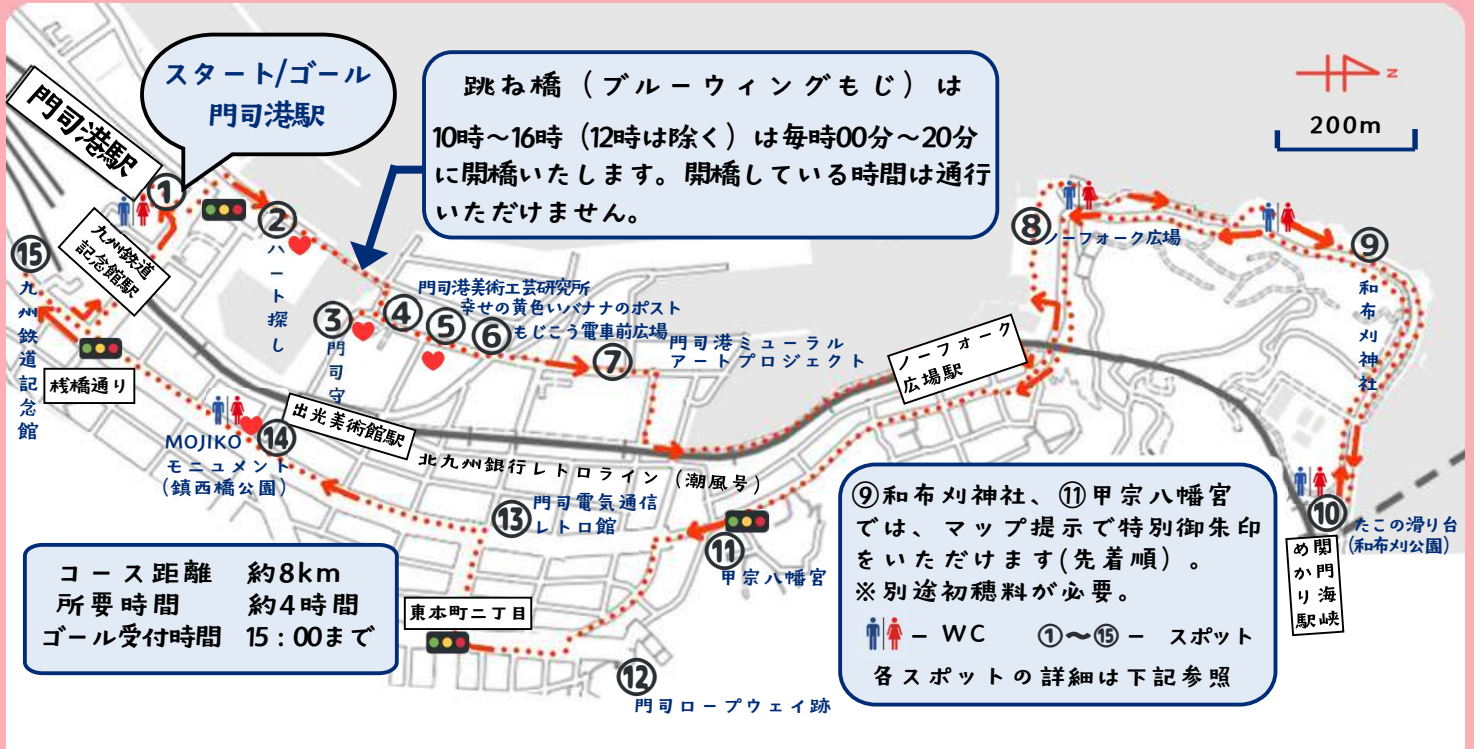 スタート/ゴール
門司港駅
門司港駅
跳ね橋（ブルーウィングもじ）は
10時～16時（12時は除く）は毎時00分～20分
に開橋いたします。開橋している時間は通行
いただけません。
N
200m
①
②
ハート探し
③
門司守
④
門司港美術工芸研究所
⑤
幸せの黄色いバナナのポスト
⑥
もじこう電車前広場
⑦
門司港ミューラル
アートプロジェクト
⑧
ノーフォーク広場
⑨
和布刈神社
ノーフォーク
広場駅
⑮
九州鉄道記念館
九州鉄道
記念館駅
桟橋通り
出光美術館駅
北九州銀行レトロライン（潮風号）
⑭
MOJIKO
モニュメント
（鎮西橋公園）
⑬
門司電気通信
レトロ館
⑪
甲宗八幡宮
⑩
たこの滑り台
（和布刈公園）
関門海峡
めかり駅
東本町二丁目
⑫
門司ロープウェイ跡
コース距離　約8km
所要時間　約4時間
ゴール受付時間　15：00まで
⑨和布刈神社、⑪甲宗八幡宮
では、マップ提示で特別御朱印
をいただけます(先着順）。
※別途初穂料が必要。
－ WC　①～⑮－ スポット
各スポットの詳細は下記参照